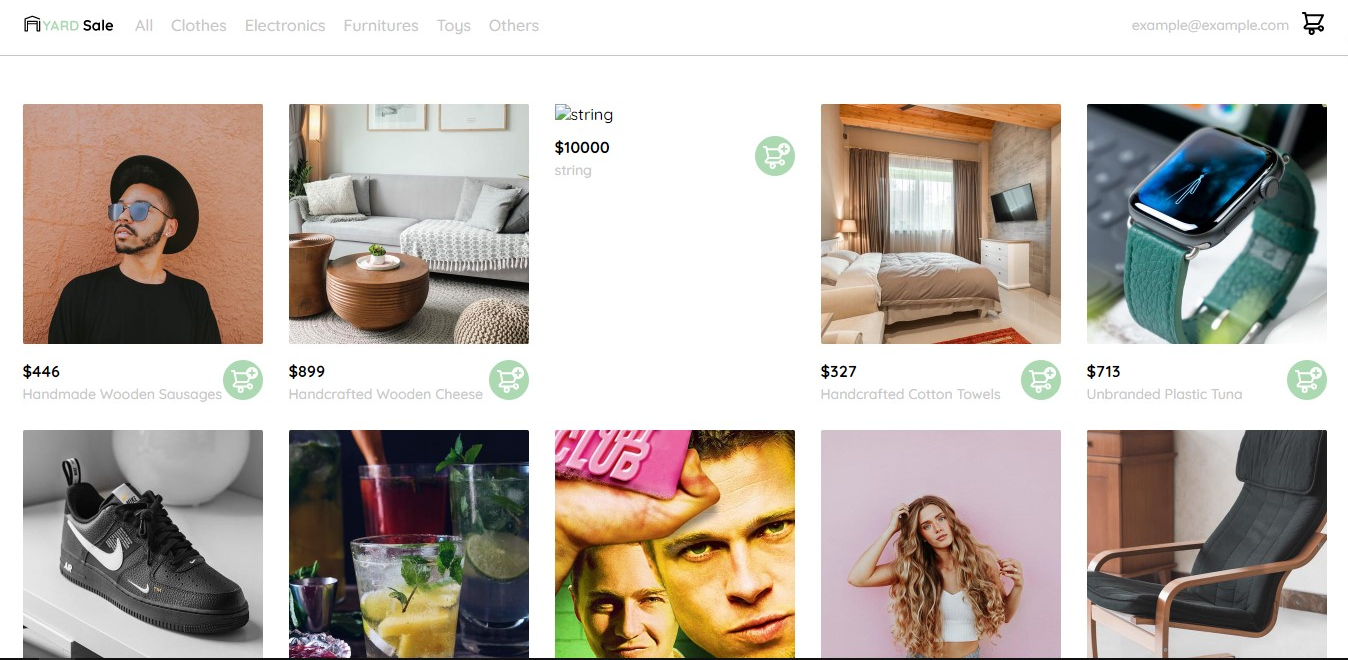 YARD Sale All Clothes Electronics Furnitures Toys Others example@example.com
string
$10000
string
$446 $899 $327 $713
Handmade Wooden Sausages Handcrafted Wooden Cheese Handcrafted Cotton Towels Unbranded Plastic Tuna
CLUB
AIR